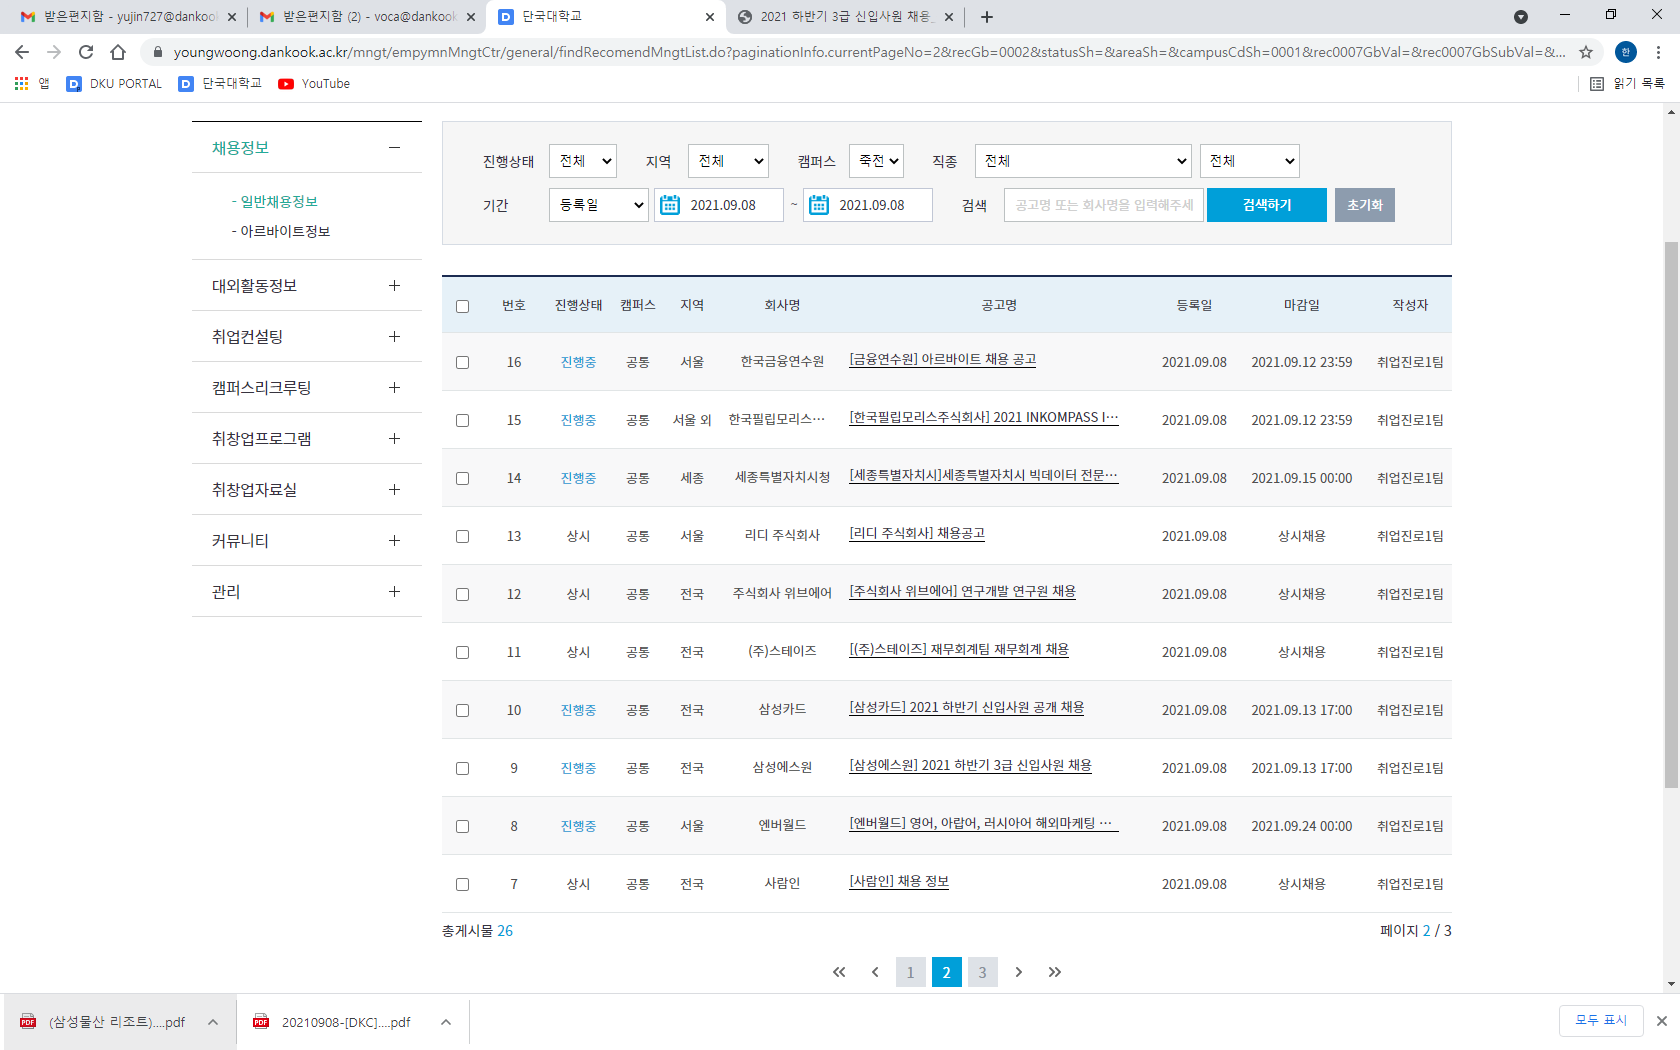 받은편지함 - yujin727@dankook
받은편지함 (2) - voca@dankook
단국대학교
2021 하반기 3급 신입사원 채용_
youngwoong.dankook.ac.kr/mngt/empymnMngtCtr/general/findRecomendMngtList.do?paginationInfo.currentPageNo=2&recGb=0002&statusSh=&areaSh=&campusCdSh=0001&rec0007GbVal=&rec0007GbSubVal=&...
한
앱
DKU PORTAL
단국대학교
YouTube
읽기 목록
채용정보
- 일반채용정보
- 아르바이트정보
대외활동정보
취업컨설팅
캠퍼스리크루팅
취창업프로그램
취창업자료실
커뮤니티
관리
진행상태 전체 지역 전체 캠퍼스 죽전 직종 전체 전체
기간 등록일 2021.09.08 ~ 2021.09.08 검색 공고명 또는 회사명을 입력해주세 검색하기 초기화
번호 진행상태 캠퍼스 지역 회사명 공고명 등록일 마감일 작성자
16 진행중 공통 서울 한국금융연수원 [금융연수원] 아르바이트 채용 공고 2021.09.08 2021.09.12 23:59 취업진로1팀
15 진행중 공통 서울 외 한국필립모리스··· [한국필립모리스주식회사] 2021 INKOMPASS I··· 2021.09.08 2021.09.12 23:59 취업진로1팀
14 진행중 공통 세종 세종특별자치시청 [세종특별자치시]세종특별자치시 빅데이터 전문··· 2021.09.08 2021.09.15 00:00 취업진로1팀
13 상시 공통 서울 리디 주식회사 [리디 주식회사] 채용공고 2021.09.08 상시채용 취업진로1팀
12 상시 공통 전국 주식회사 위브에어 [주식회사 위브에어] 연구개발 연구원 채용 2021.09.08 상시채용 취업진로1팀
11 상시 공통 전국 (주)스테이즈 [(주)스테이즈] 재무회계팀 재무회계 채용 2021.09.08 상시채용 취업진로1팀
10 진행중 공통 전국 삼성카드 [삼성카드] 2021 하반기 신입사원 공개 채용 2021.09.08 2021.09.13 17:00 취업진로1팀
9 진행중 공통 전국 삼성에스원 [삼성에스원] 2021 하반기 3급 신입사원 채용 2021.09.08 2021.09.13 17:00 취업진로1팀
8 진행중 공통 서울 엔버월드 [엔버월드] 영어, 아랍어, 러시아어 해외마케팅 ··· 2021.09.08 2021.09.24 00:00 취업진로1팀
7 상시 공통 전국 사람인 [사람인] 채용 정보 2021.09.08 상시채용 취업진로1팀
총게시물 26
페이지 2 / 3
1 2 3
(삼성물산 리조트)....pdf
20210908-[DKC]....pdf
모두 표시